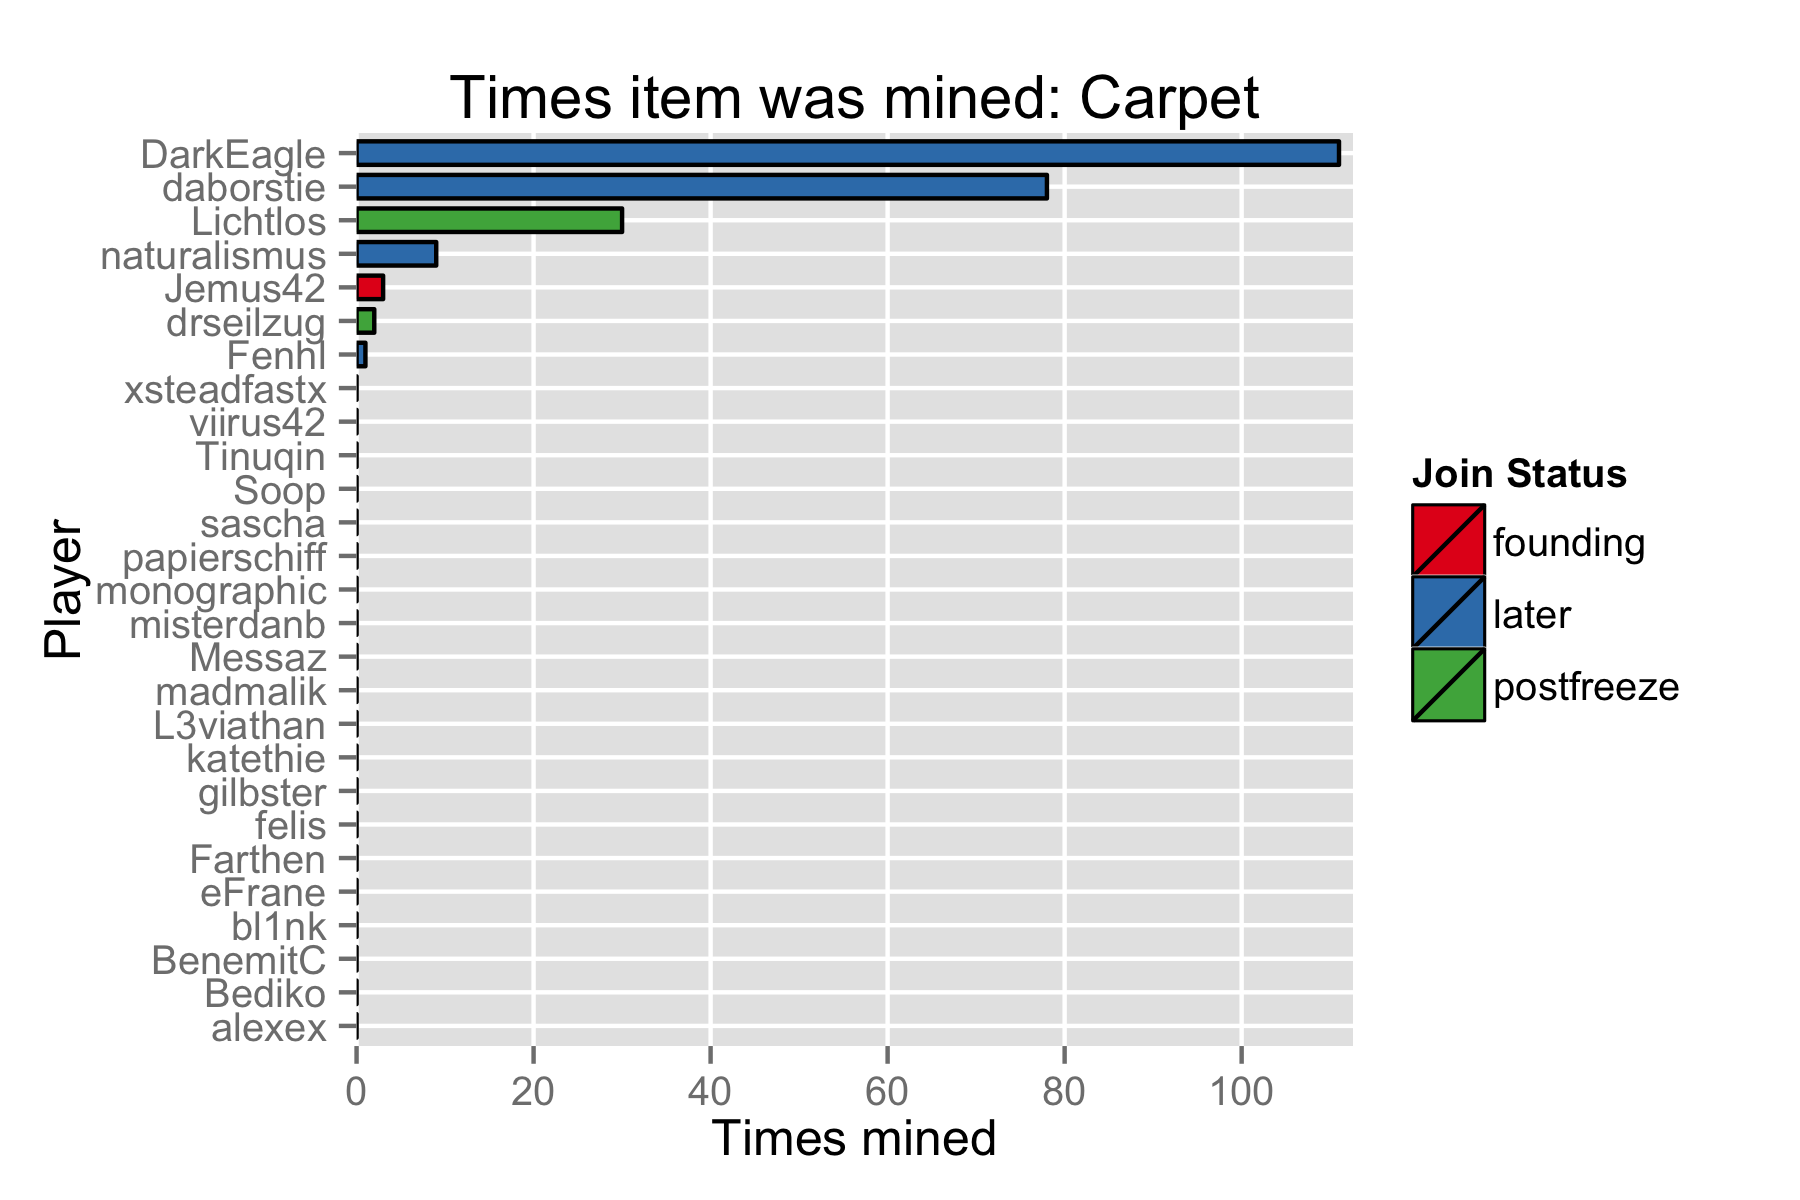 Times item was mined: Carpet
DarkEagle
daborstie
Lichtlos
naturalismus
Jemus42
drseilzug
Fenhl
xsteadfastx
viirus42
Tinuqin
Soop
sascha
papierschiff
monographic
misterdanb
Messaz
madmalik
L3viathan
katethie
gilbster
felis
Farthen
eFrane
bl1nk
BenemitC
Bediko
alexex
Player
0 20 40 60 80 100
Times mined
Join Status
founding
later
postfreeze